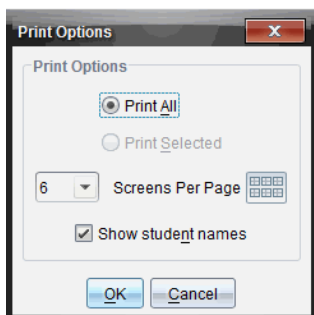 Print Options
Print Options
Print All
Print Selected
6 Screens Per Page
Show student names
OK Cancel